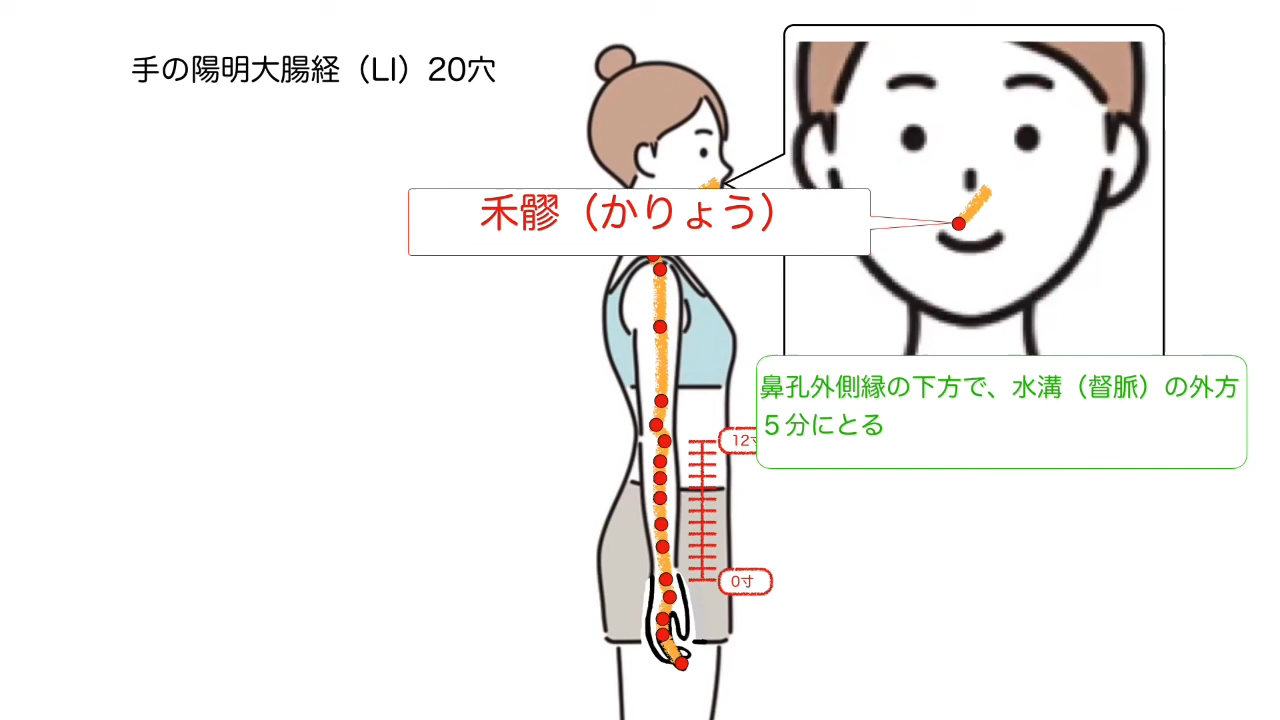 手の陽明大腸経（LI）20穴
禾髎（かりょう）
鼻孔外側縁の下方で、水溝（督脈）の外方
５分にとる
12寸
0寸